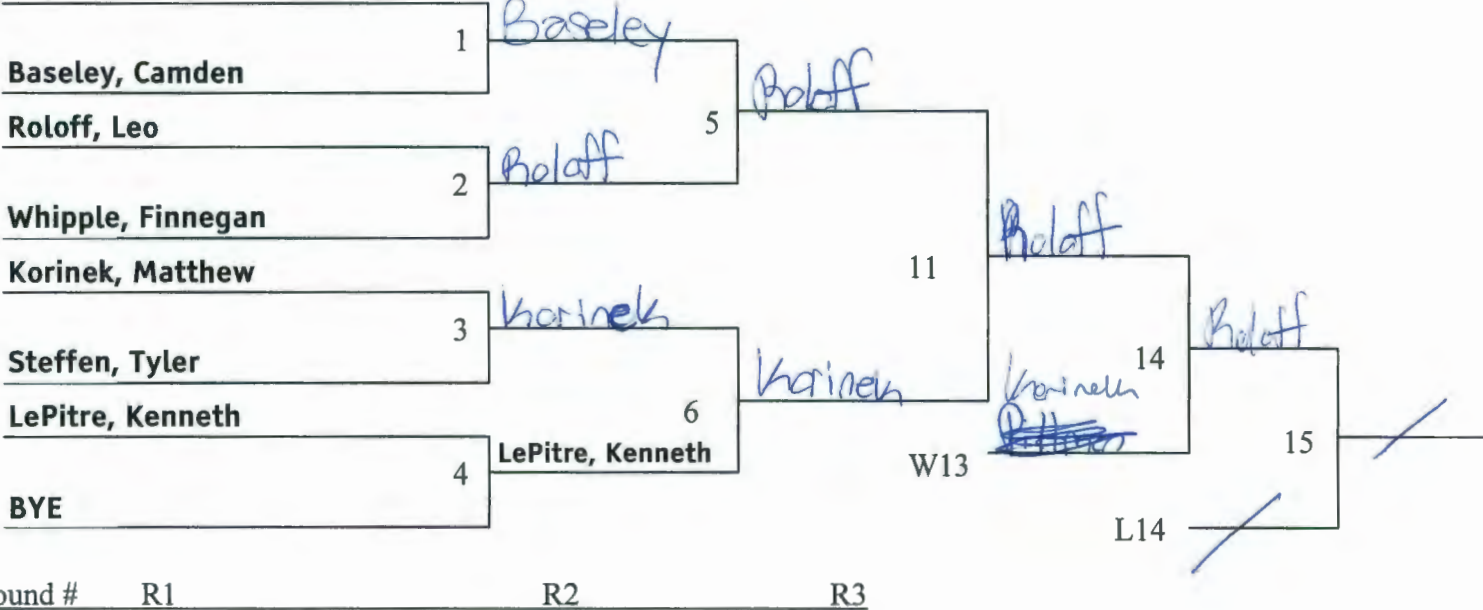 1 Baseley
Baseley, Camden
Roloff, Leo
5 Roloff
2 Roloff
Whipple, Finnegan
Korinek, Matthew
11 Roloff
3 Korinek
Steffen, Tyler
14 Roloff
LePitre, Kenneth
6 Korinek
Korinek
4 LePitre, Kenneth
W13
15
BYE
L14
ound # R1 R2 R3